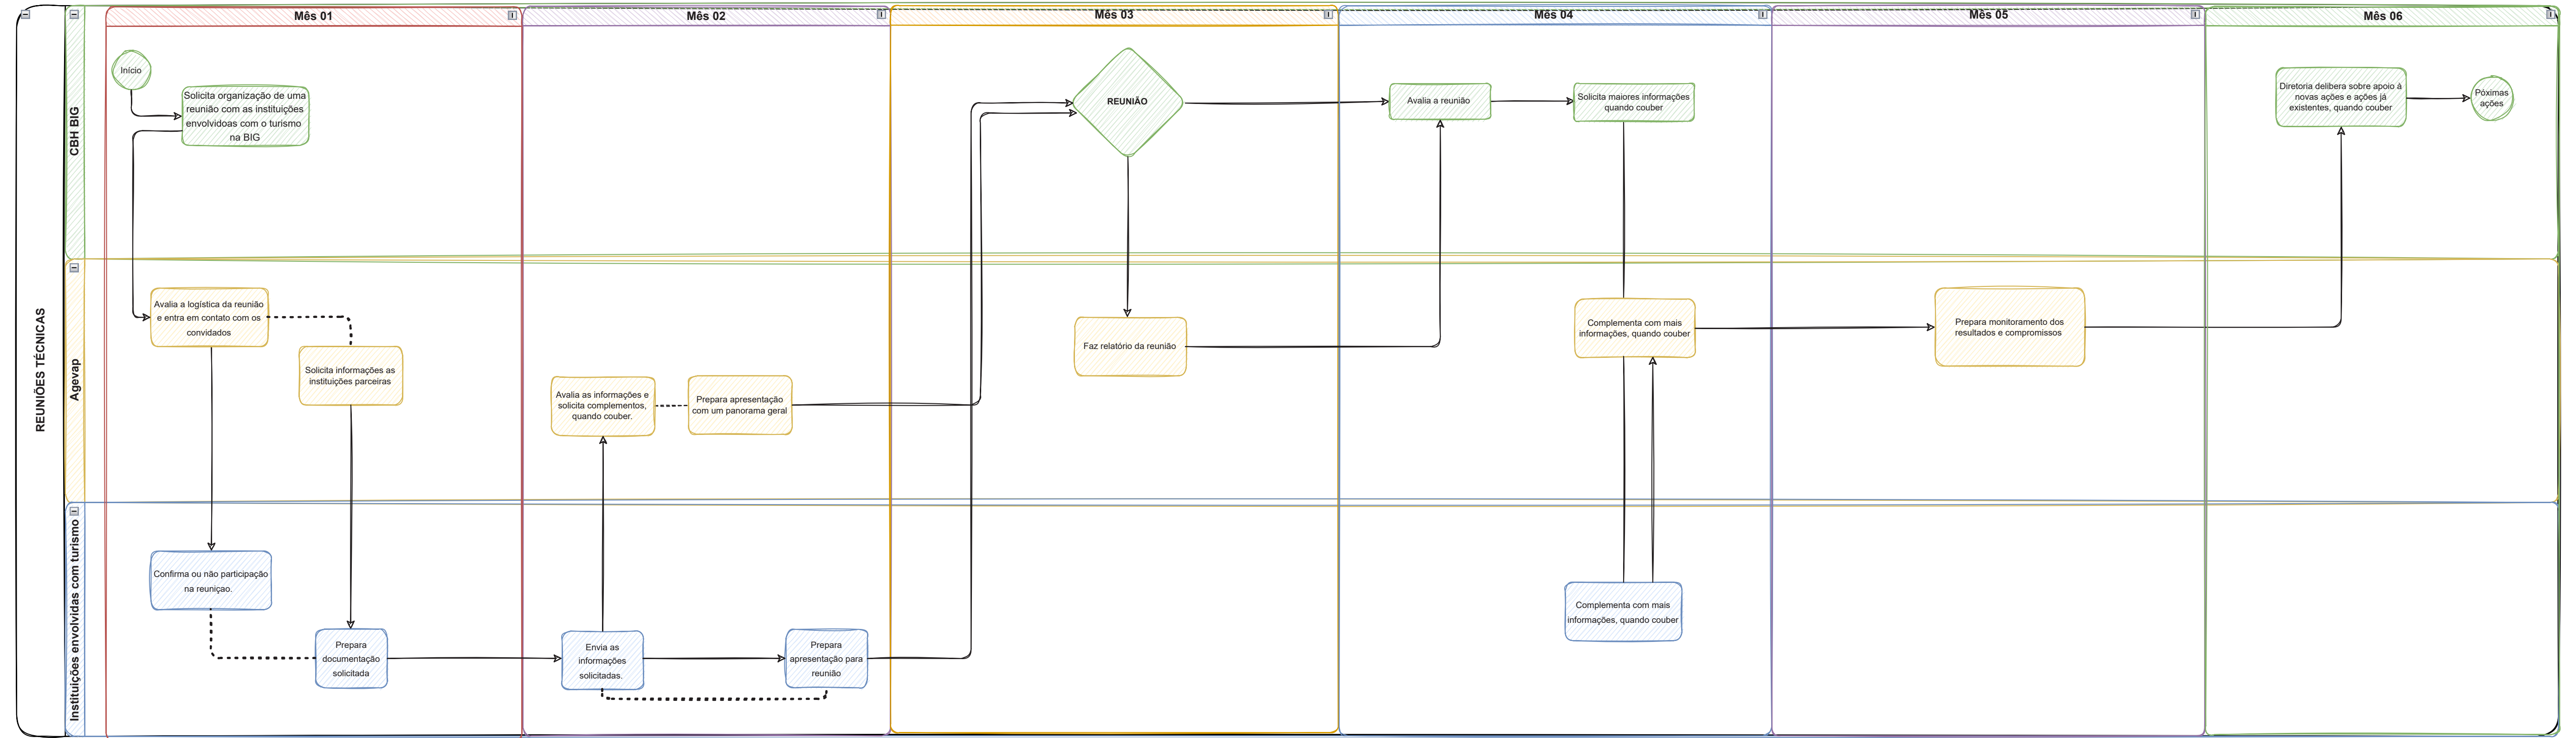 REUNIÕES TÉCNICAS
Mês 01
Mês 02
Mês 03
Mês 04
Mês 05
Mês 06
CBH BIG
Início
Solicita organização de uma
reunião com as instituições
envolvidoas com o turismo
na BIG
REUNIÃO
Avalia a reunião
Solicita maiores informações
quando couber
Diretoria delibera sobre apoio à
novas ações e ações já
existentes, quando couber
Póximas
ações
Agevap
Avalia a logística da reunião
e entra em contato com os
convidados
Solicita informações as
instituições parceiras
Avalia as informações e
solicita complementos,
quando couber.
Prepara apresentação
com um panorama geral
Faz relatório da reunião
Complementa com mais
informações, quando couber
Prepara monitoramento dos
resultados e compromissos
Instituições envolvidas com turismo
Confirma ou não participação
na reuniçao.
Prepara
documentação
solicitada
Envia as
informações
solicitadas.
Prepara
apresentação para
reunião
Complementa com mais
informações, quando couber